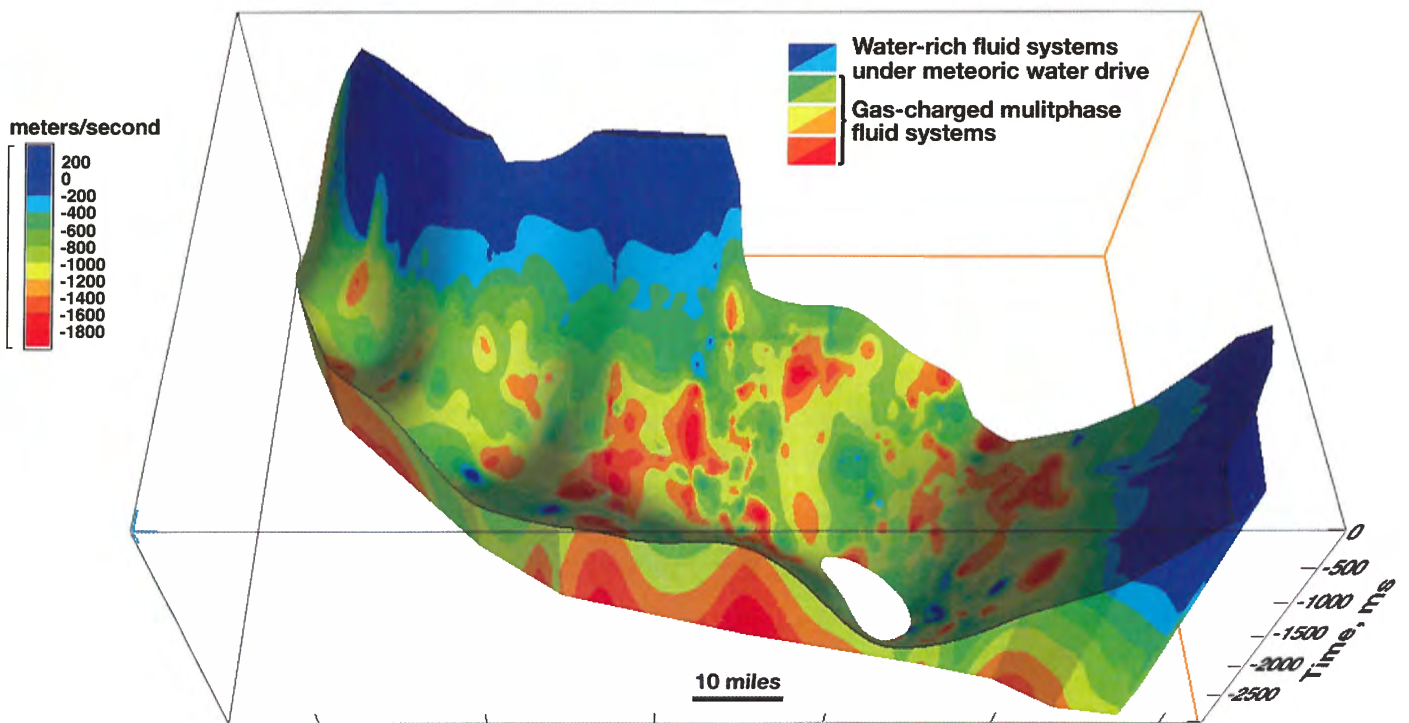 meters/second
200
0
-200
-400
-600
-800
-1000
-1200
-1400
-1600
-1800
Water-rich fluid systems
under meteoric water drive
Gas-charged mulitphase
fluid systems
10 miles
0
-500
-1000
-1500
-2000
-2500
Time, ms